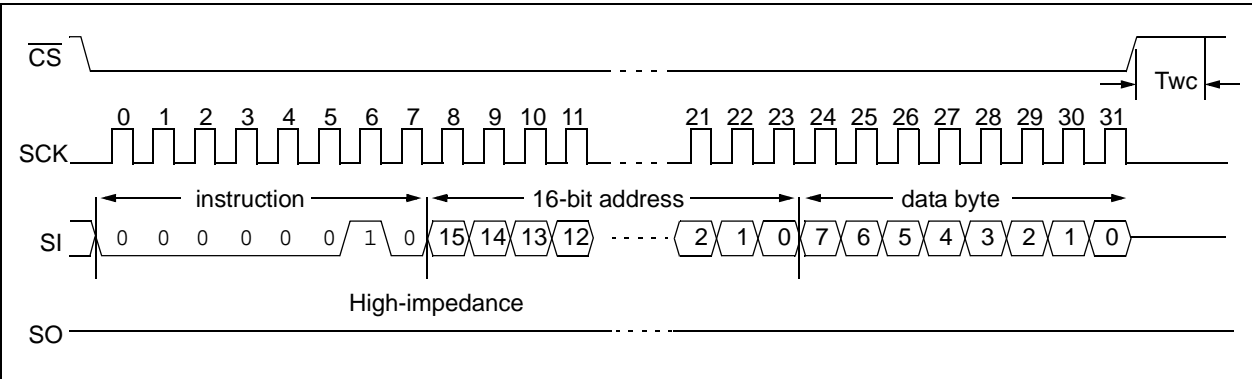 CS
Twc
0 1 2 3 4 5 6 7 8 9 10 11 21 22 23 24 25 26 27 28 29 30 31
SCK
instruction 16-bit address data byte
SI 0 0 0 0 0 0 1 0 15 14 13 12 2 1 0 7 6 5 4 3 2 1 0
High-impedance
SO